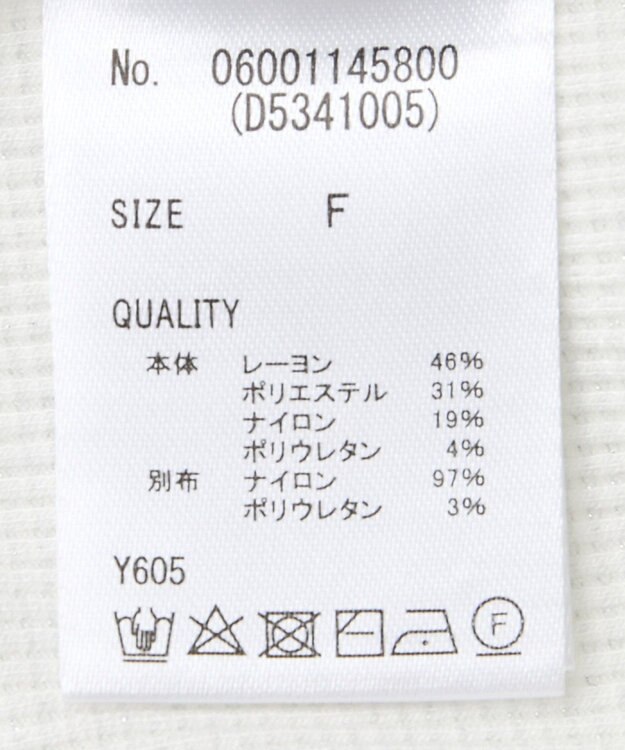 No. 06001145800
(D5341005)
SIZE F
QUALITY
本体 レーヨン 46%
ポリエステル 31%
ナイロン 19%
ポリウレタン 4%
別布 ナイロン 97%
ポリウレタン 3%
Y605
F